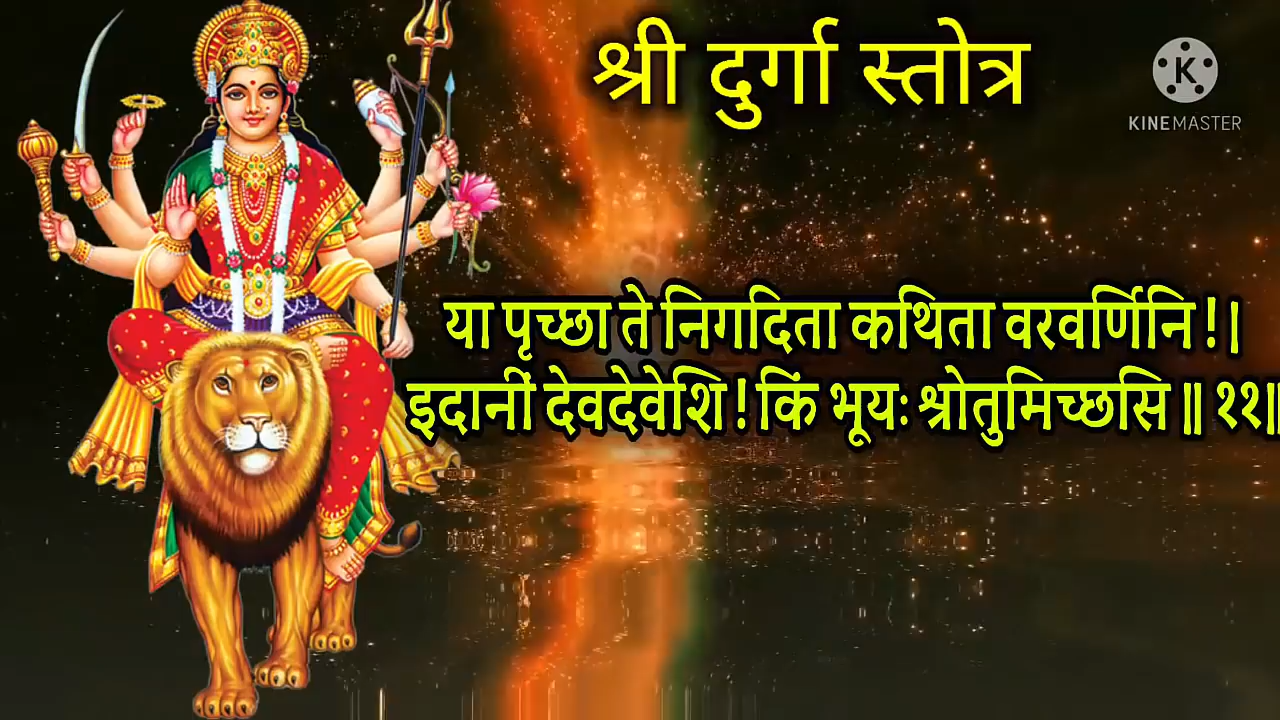 श्री दुर्गा स्तोत्र
KINEMASTER
या पृच्छा ते निगदिता कथिता वरवर्णिनि ! ।
इदानीं देवदेवेशि ! किं भूयः श्रोतुमिच्छसि ॥ ११॥